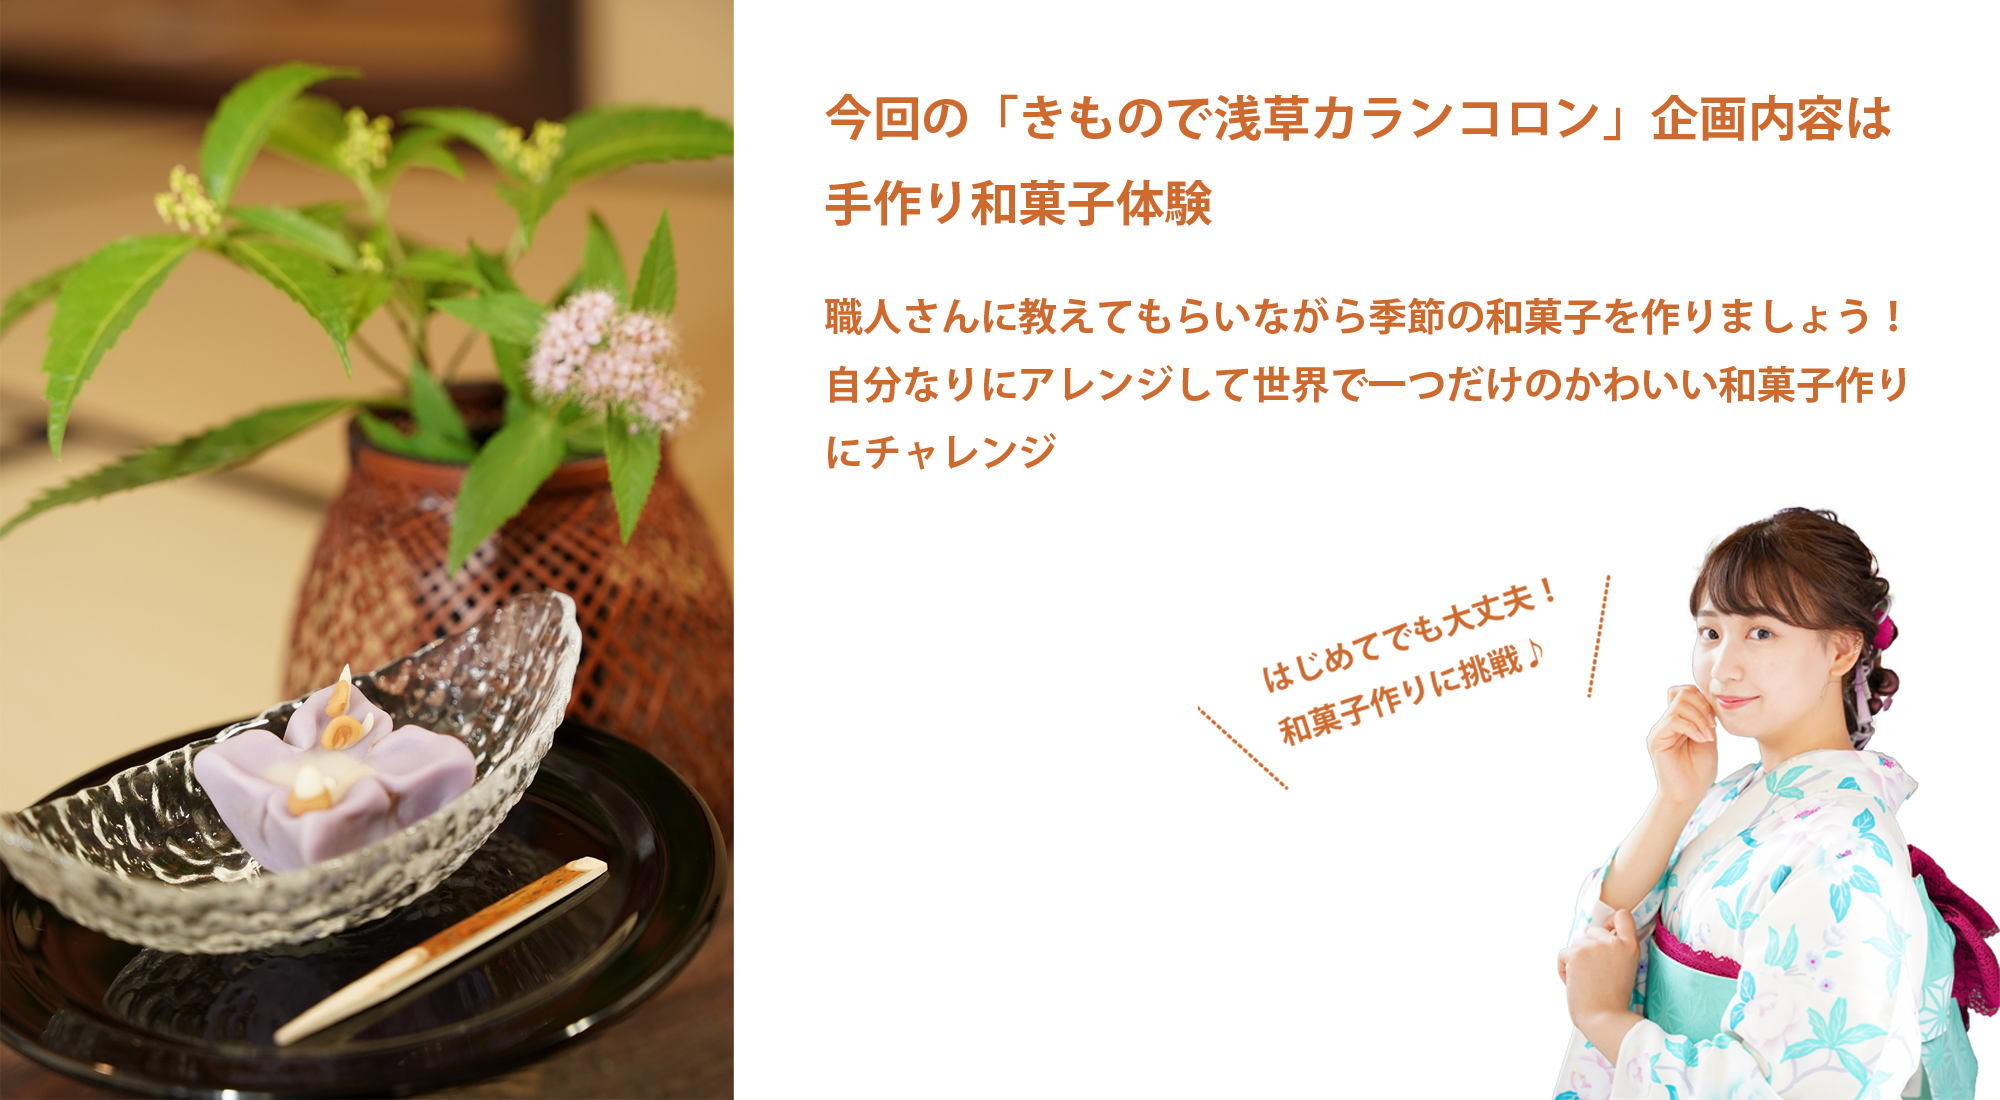 今回の「きもので浅草カランコロン」企画内容は
手作り和菓子体験
職人さんに教えてもらいながら季節の和菓子を作りましょう！
自分なりにアレンジして世界で一つだけのかわいい和菓子作り
にチャレンジ
はじめてでも大丈夫！
和菓子作りに挑戦♪